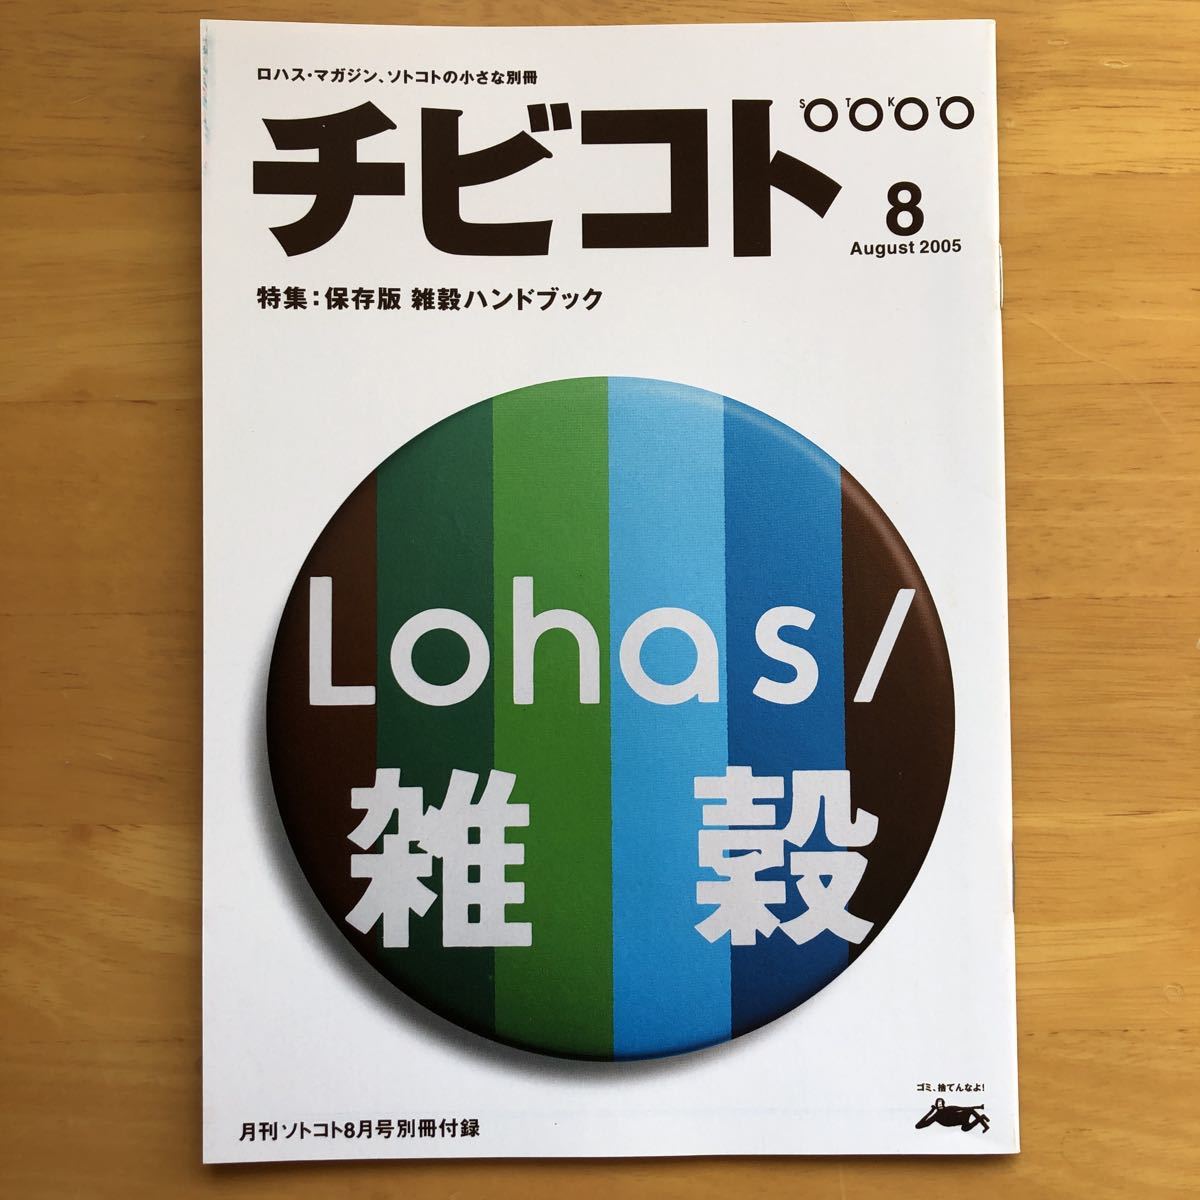 ロハス・マガジン、ソトコトの小さな別冊
チビコト
SOTOKOTO
8
August 2005
特集：保存版 雑穀ハンドブック
Lohas/
雑穀
ゴミ、捨てんなよ！
月刊ソトコト8月号別冊付録